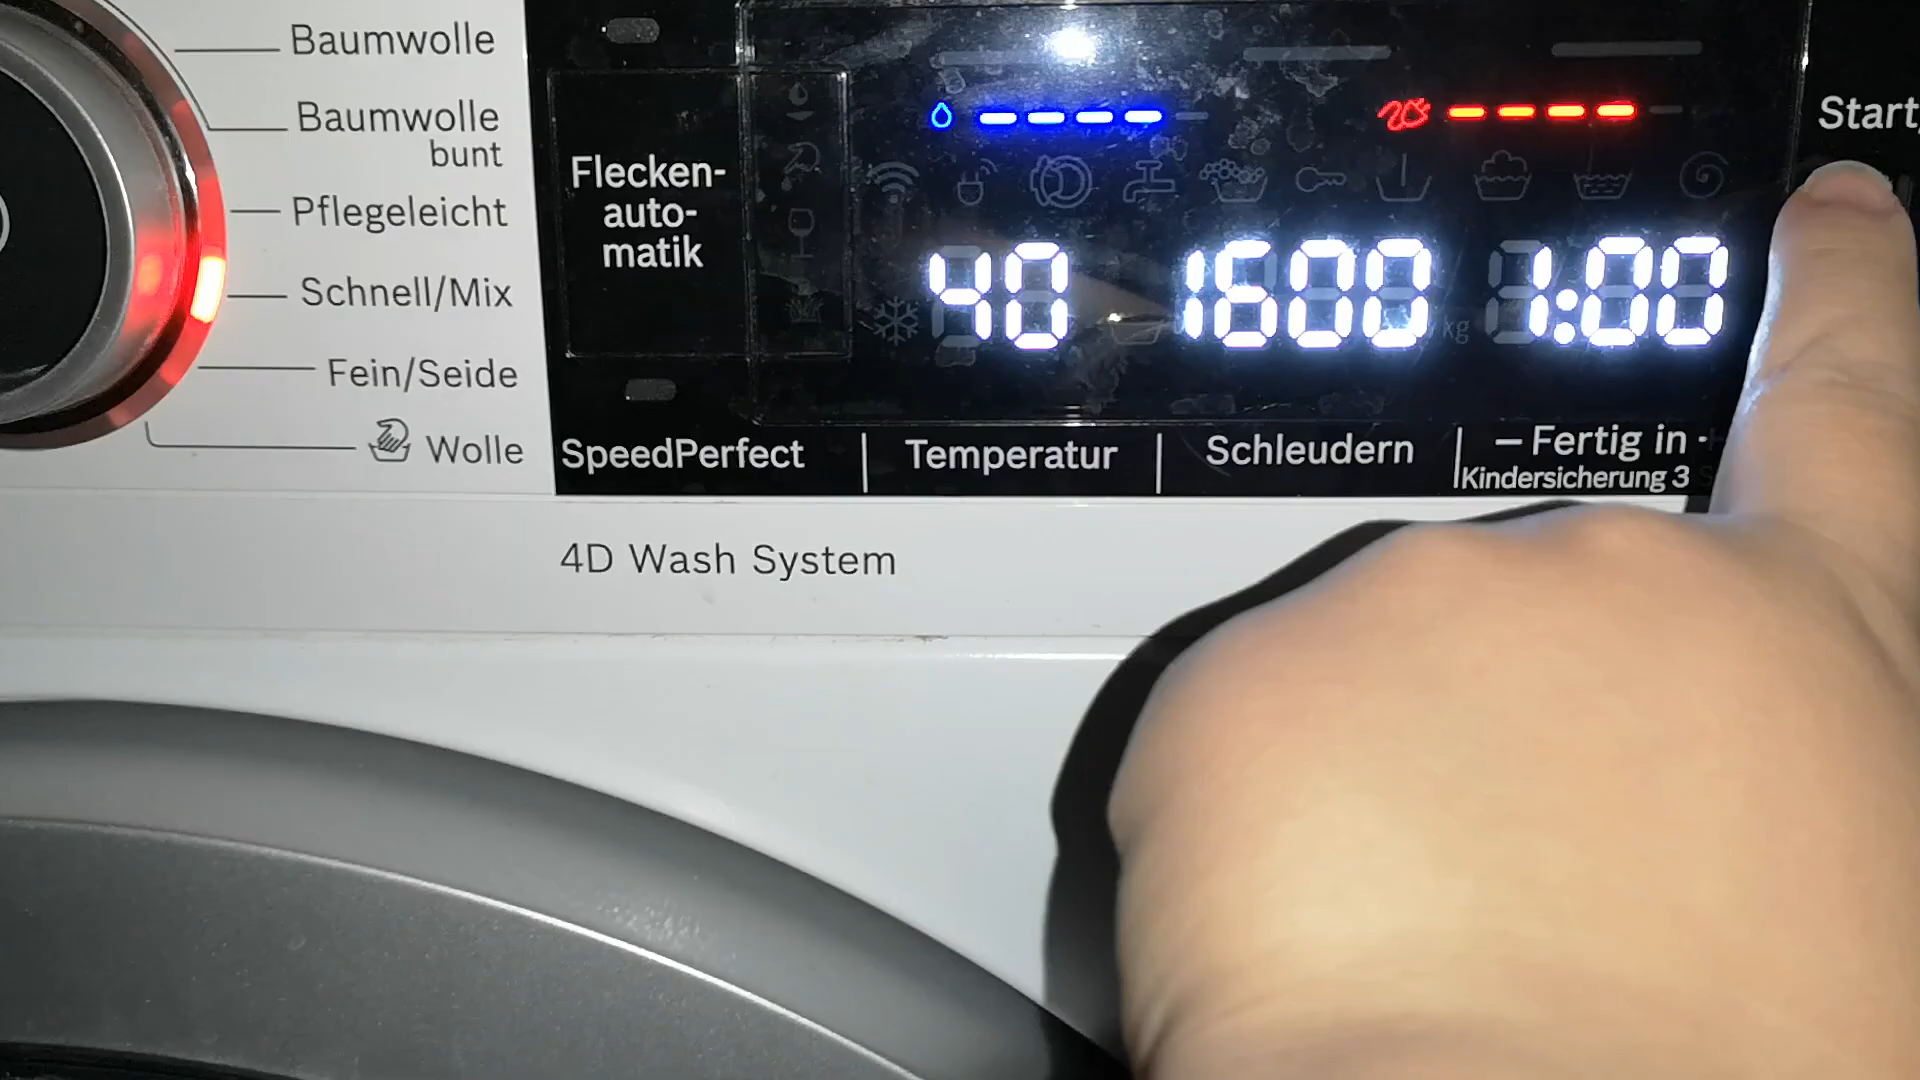 Baumwolle
Baumwolle
bunt
Pflegeleicht
Schnell/Mix
Fein/Seide
Wolle
Flecken-
auto-
matik
SpeedPerfect
40 1600 1:00
kg
Temperatur
Schleudern
– Fertig in
Kindersicherung 3
Start
4D Wash System